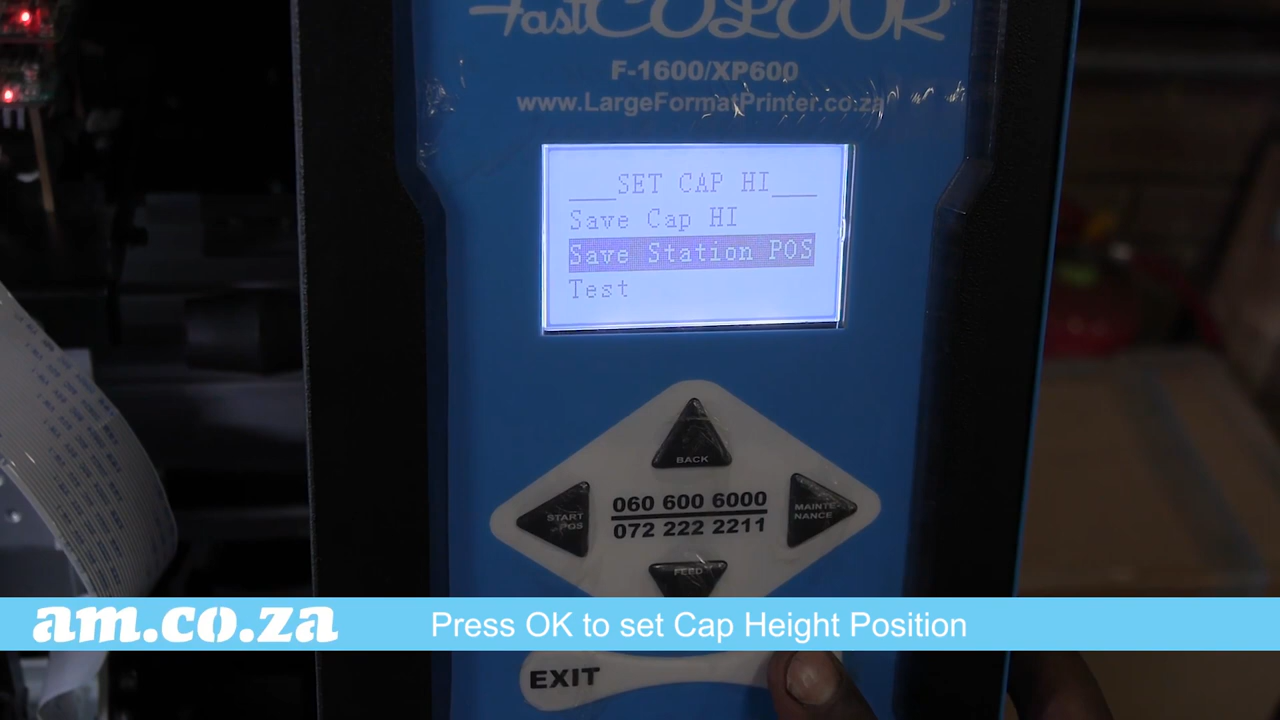 FastCOLOUR
F-1600/XP600
www.LargeFormatPrinter.co.za
SET CAP HI
Save Cap HI
Save Station POS
Test
BACK
START POS
060 600 6000
072 222 2211
MAINTE-
NANCE
FEED
am.co.za
Press OK to set Cap Height Position
EXIT